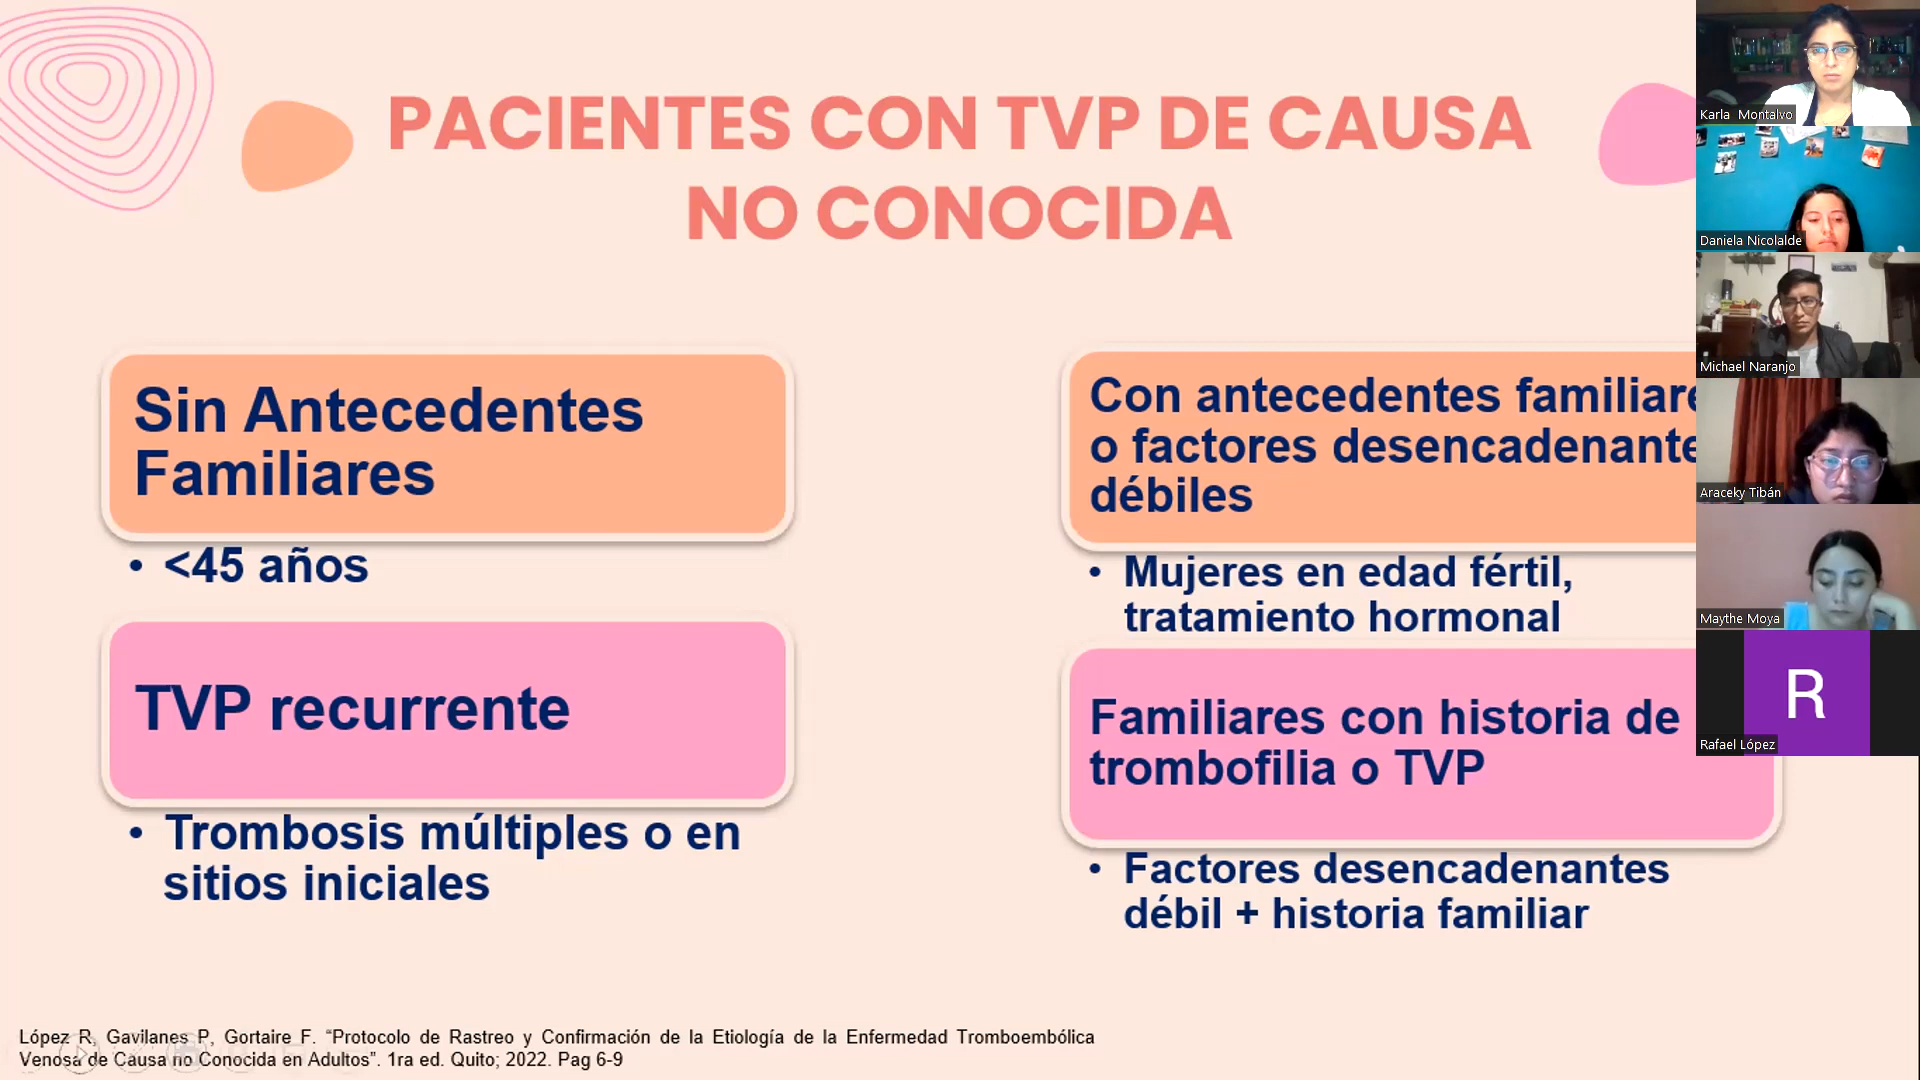 PACIENTES CON TVP DE CAUSA
NO CONOCIDA
Sin Antecedentes
Familiares
• <45 años
TVP recurrente
• Trombosis múltiples o en
sitios iniciales
Con antecedentes familiare
o factores desencadenante
débiles
• Mujeres en edad fértil,
tratamiento hormonal
Familiares con historia de
trombofilia o TVP
• Factores desencadenantes
débil + historia familiar
López R, Gavilanes P, Gortaire F. “Protocolo de Rastreo y Confirmación de la Etiología de la Enfermedad Tromboembólica
Venosa de Causa no Conocida en Adultos”. 1ra ed. Quito; 2022. Pag 6-9
Karla Montalvo
Daniela Nicolalde
Michael Naranjo
Araceky Tibán
Maythe Moya
R
Rafael López